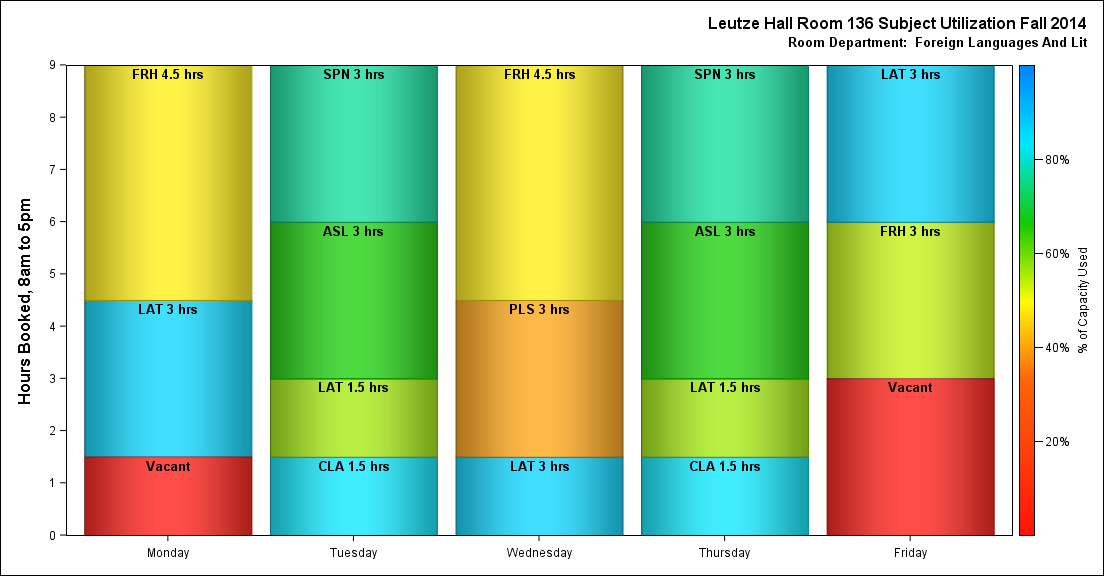 Leutze Hall Room 136 Subject Utilization Fall 2014
Room Department: Foreign Languages And Lit
Hours Booked, 8am to 5pm
9
8
7
6
5
4
3
2
1
0
FRH 4.5 hrs
LAT 3 hrs
Vacant
SPN 3 hrs
ASL 3 hrs
LAT 1.5 hrs
CLA 1.5 hrs
FRH 4.5 hrs
PLS 3 hrs
LAT 3 hrs
SPN 3 hrs
ASL 3 hrs
LAT 1.5 hrs
CLA 1.5 hrs
LAT 3 hrs
FRH 3 hrs
Vacant
Monday
Tuesday
Wednesday
Thursday
Friday
80%
60%
40%
20%
% of Capacity Used